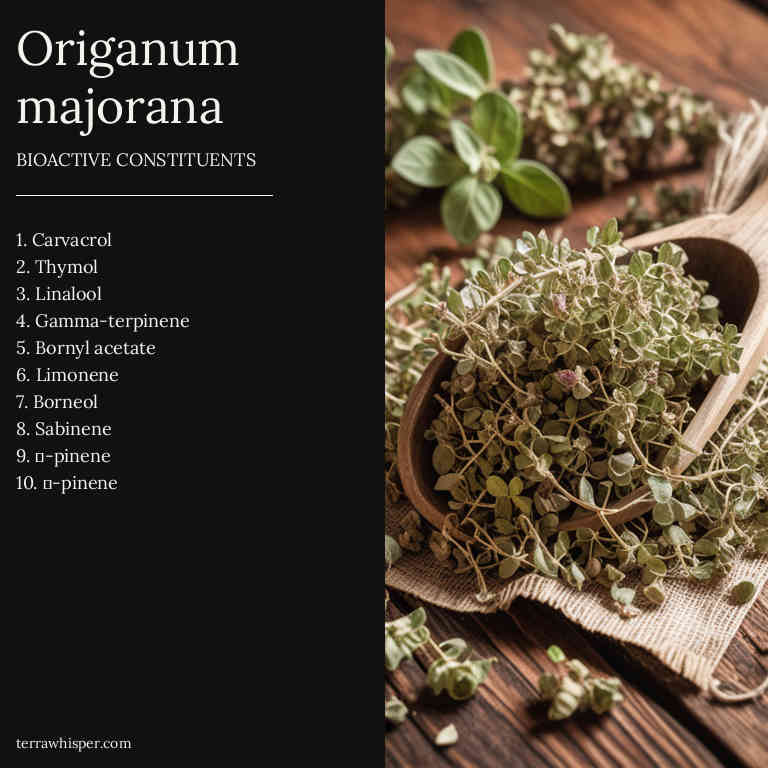 Origanum
majorana
BIOACTIVE CONSTITUENTS
1. Carvacrol
2. Thymol
3. Linalool
4. Gamma-terpinene
5. Bornyl acetate
6. Limonene
7. Borneol
8. Sabinene
9. □-pinene
10. □-pinene
terrawhisper.com